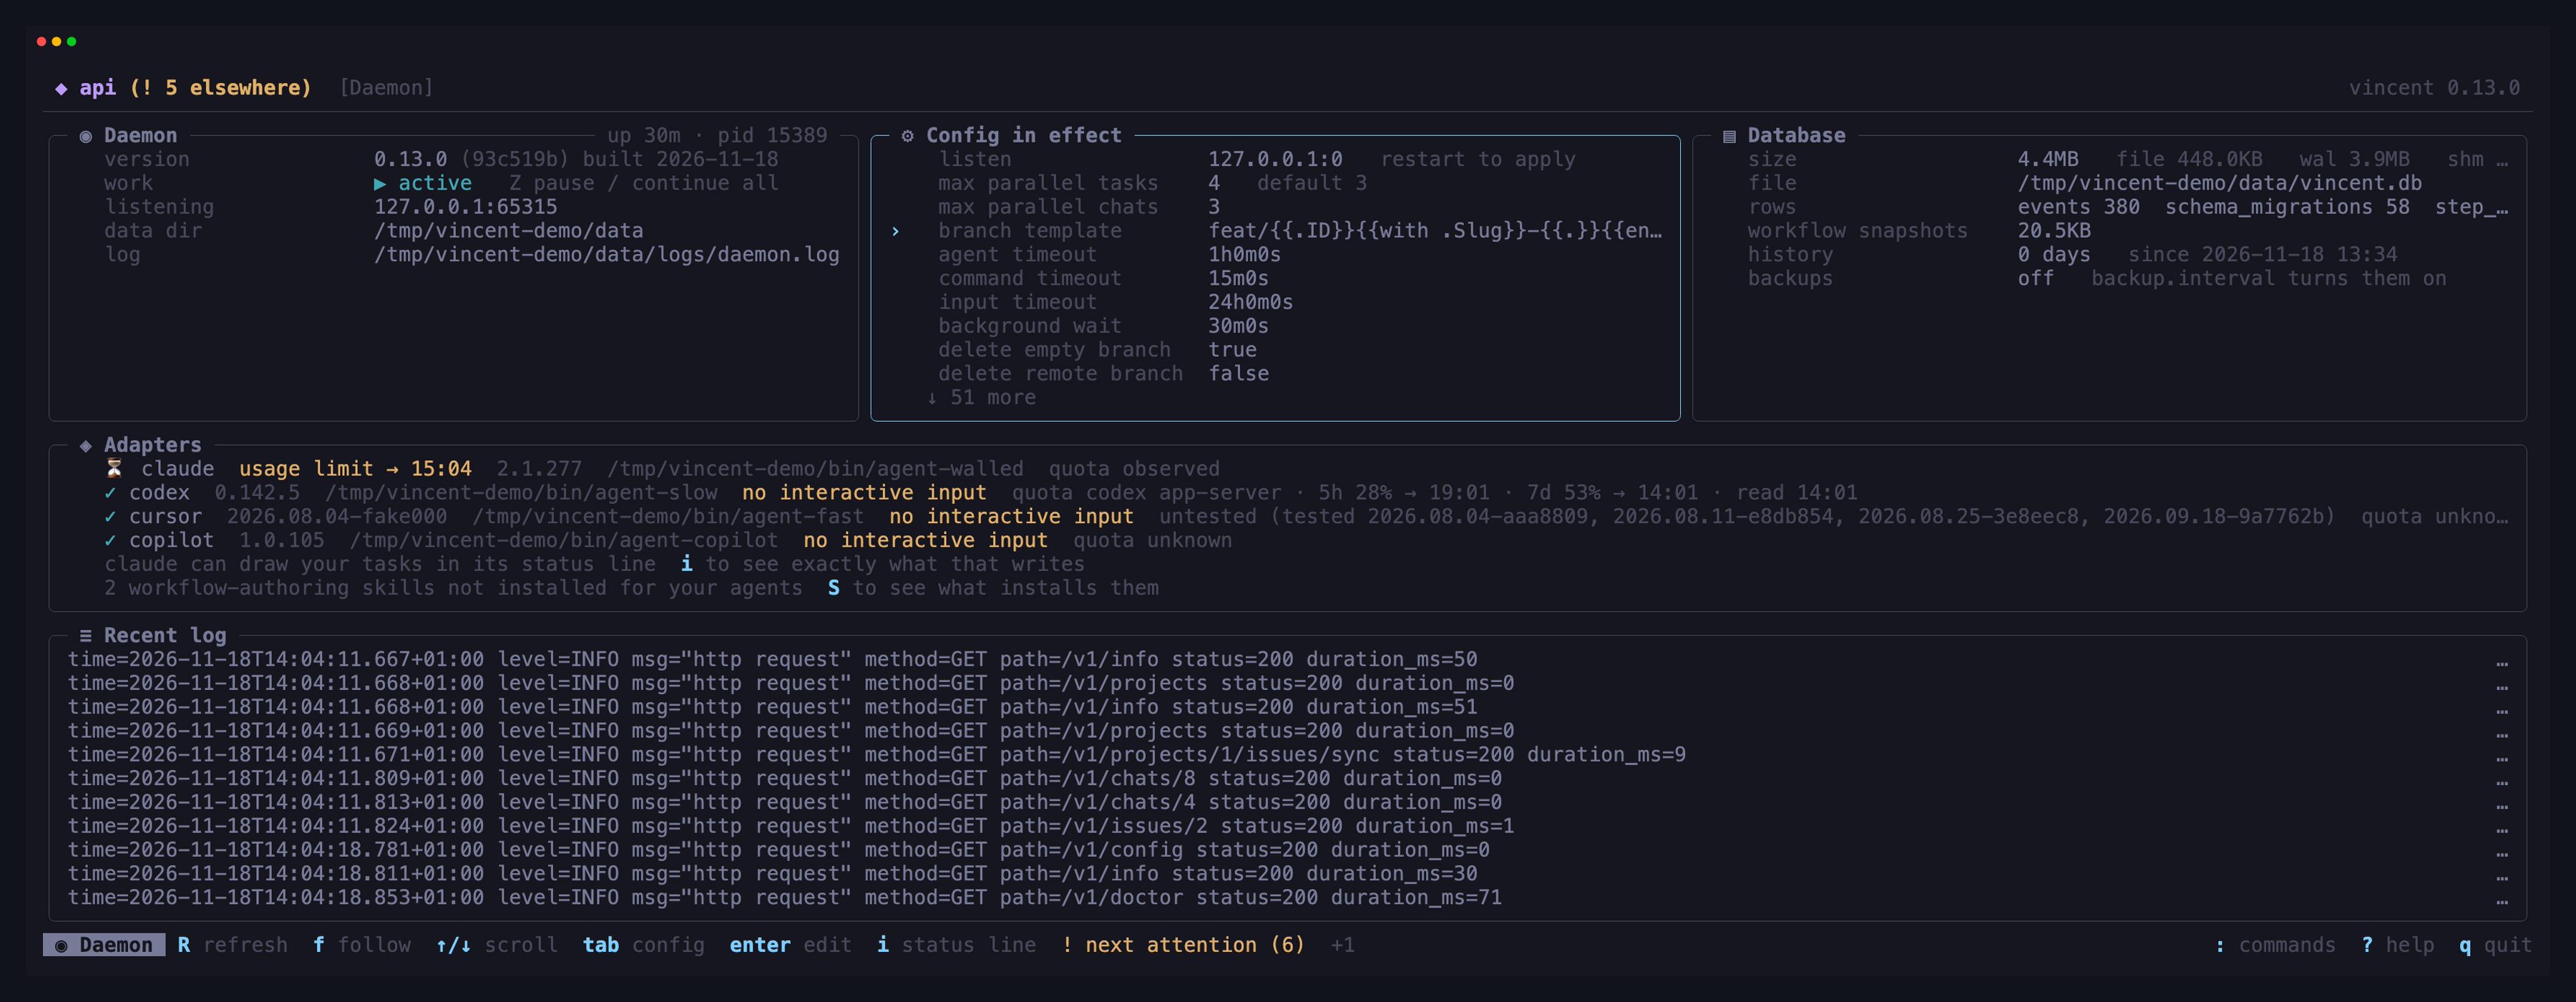 ◆ api (! 5 elsewhere) [Daemon] vincent 0.13.0
◉ Daemon up 30m · pid 15389
version 0.13.0 (93c519b) built 2026-11-18
work ▶ active Z pause / continue all
listening 127.0.0.1:65315
data dir /tmp/vincent-demo/data
log /tmp/vincent-demo/data/logs/daemon.log
⚙ Config in effect
listen 127.0.0.1:0 restart to apply
max parallel tasks 4 default 3
max parallel chats 3
› branch template feat/{{.ID}}{{with .Slug}}-{{.}}{{en…
agent timeout 1h0m0s
command timeout 15m0s
input timeout 24h0m0s
background wait 30m0s
delete empty branch true
delete remote branch false
↓ 51 more
▤ Database
size 4.4MB file 448.0KB wal 3.9MB shm …
file /tmp/vincent-demo/data/vincent.db
rows events 380 schema_migrations 58 step_…
workflow snapshots 20.5KB
history 0 days since 2026-11-18 13:34
backups off backup.interval turns them on
◈ Adapters
⏳ claude usage limit → 15:04 2.1.277 /tmp/vincent-demo/bin/agent-walled quota observed
✓ codex 0.142.5 /tmp/vincent-demo/bin/agent-slow no interactive input quota codex app-server · 5h 28% → 19:01 · 7d 53% → 14:01 · read 14:01
✓ cursor 2026.08.04-fake000 /tmp/vincent-demo/bin/agent-fast no interactive input untested (tested 2026.08.04-aaa8809, 2026.08.11-e8db854, 2026.08.25-3e8eec8, 2026.09.18-9a7762b) quota unkno…
✓ copilot 1.0.105 /tmp/vincent-demo/bin/agent-copilot no interactive input quota unknown
claude can draw your tasks in its status line i to see exactly what that writes
2 workflow-authoring skills not installed for your agents S to see what installs them
≡ Recent log
time=2026-11-18T14:04:11.667+01:00 level=INFO msg="http request" method=GET path=/v1/info status=200 duration_ms=50 …
time=2026-11-18T14:04:11.668+01:00 level=INFO msg="http request" method=GET path=/v1/projects status=200 duration_ms=0 …
time=2026-11-18T14:04:11.668+01:00 level=INFO msg="http request" method=GET path=/v1/info status=200 duration_ms=51 …
time=2026-11-18T14:04:11.669+01:00 level=INFO msg="http request" method=GET path=/v1/projects status=200 duration_ms=0 …
time=2026-11-18T14:04:11.671+01:00 level=INFO msg="http request" method=GET path=/v1/projects/1/issues/sync status=200 duration_ms=9 …
time=2026-11-18T14:04:11.809+01:00 level=INFO msg="http request" method=GET path=/v1/chats/8 status=200 duration_ms=0 …
time=2026-11-18T14:04:11.813+01:00 level=INFO msg="http request" method=GET path=/v1/chats/4 status=200 duration_ms=0 …
time=2026-11-18T14:04:11.824+01:00 level=INFO msg="http request" method=GET path=/v1/issues/2 status=200 duration_ms=1 …
time=2026-11-18T14:04:18.781+01:00 level=INFO msg="http request" method=GET path=/v1/config status=200 duration_ms=0 …
time=2026-11-18T14:04:18.811+01:00 level=INFO msg="http request" method=GET path=/v1/info status=200 duration_ms=30 …
time=2026-11-18T14:04:18.853+01:00 level=INFO msg="http request" method=GET path=/v1/doctor status=200 duration_ms=71 …
◉ Daemon R refresh f follow ↑/↓ scroll tab config enter edit i status line ! next attention (6) +1 : commands ? help q quit